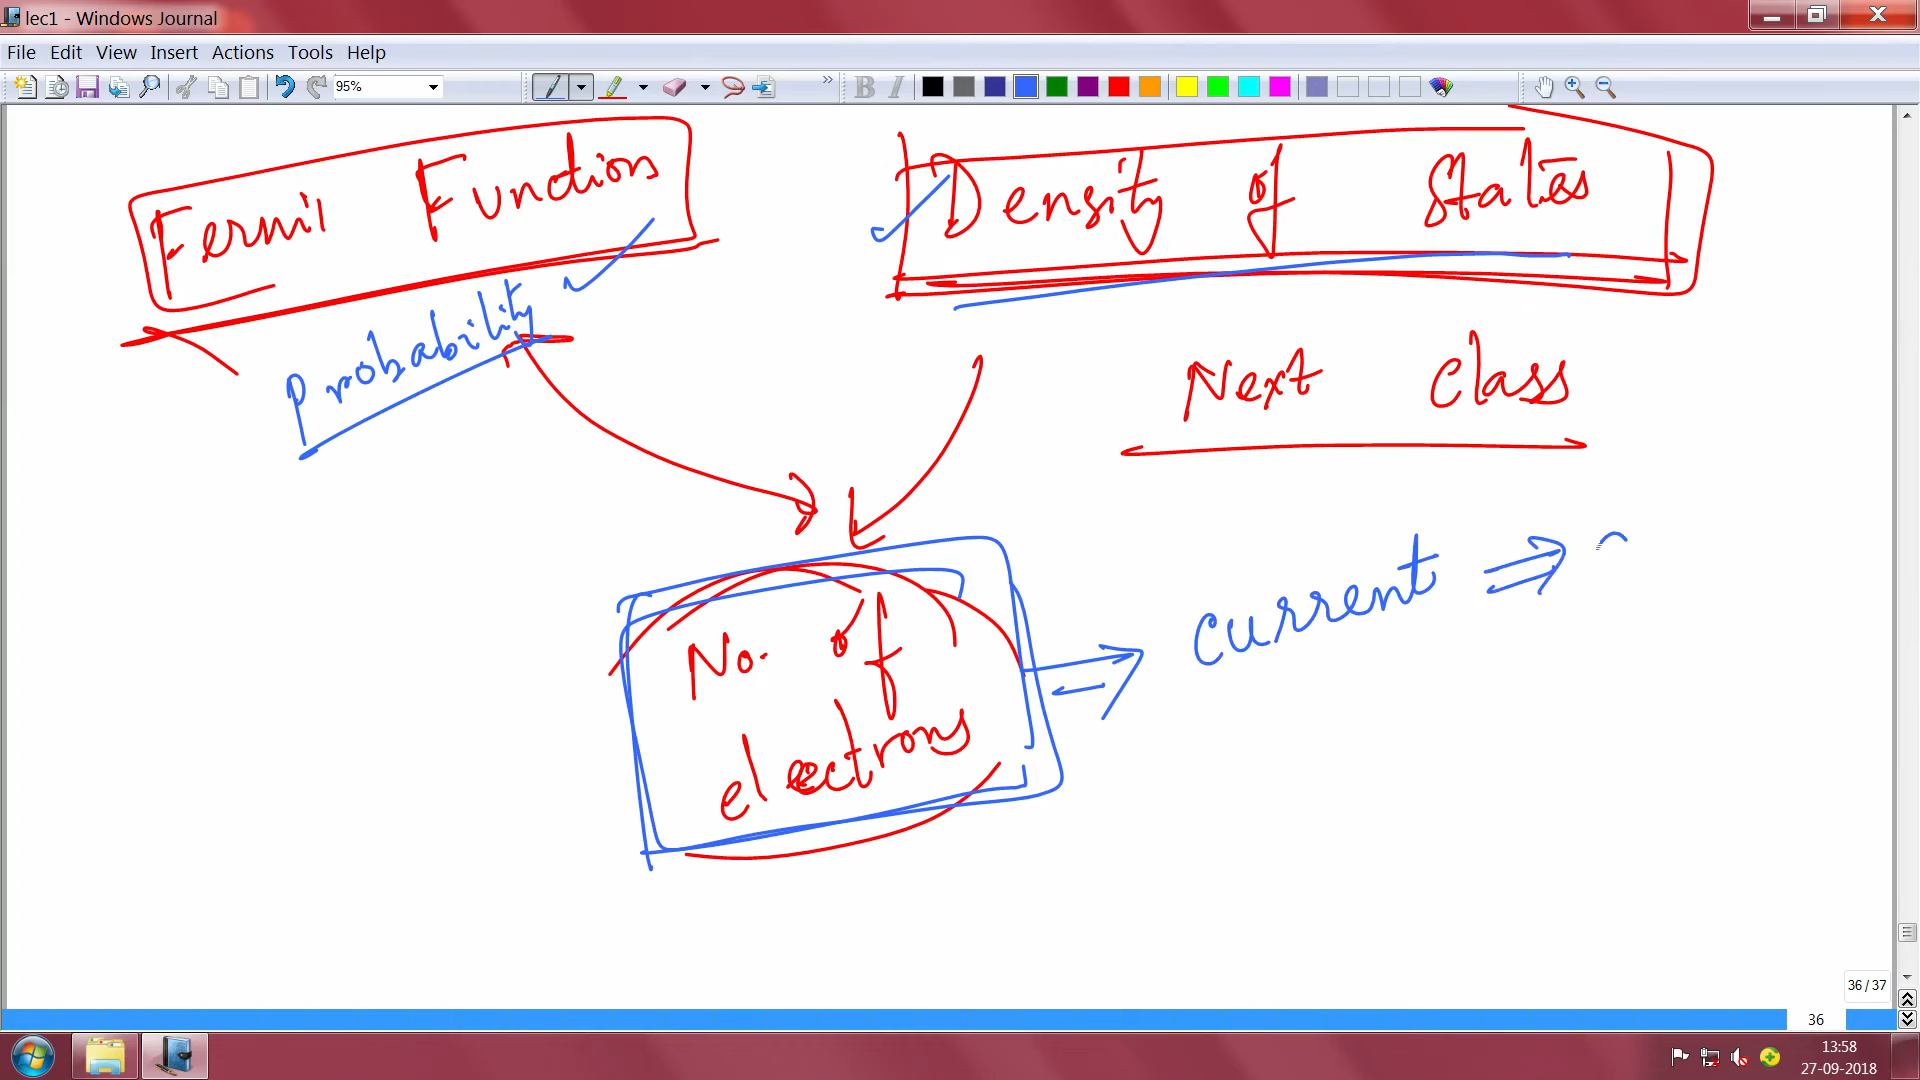 lec1 - Windows Journal
File Edit View Insert Actions Tools Help
95%
B I
Fermi Function
Density of States
Probability
Next Class
No. of
electrons
current ⇒
36 / 37
36
13:58
27-09-2018